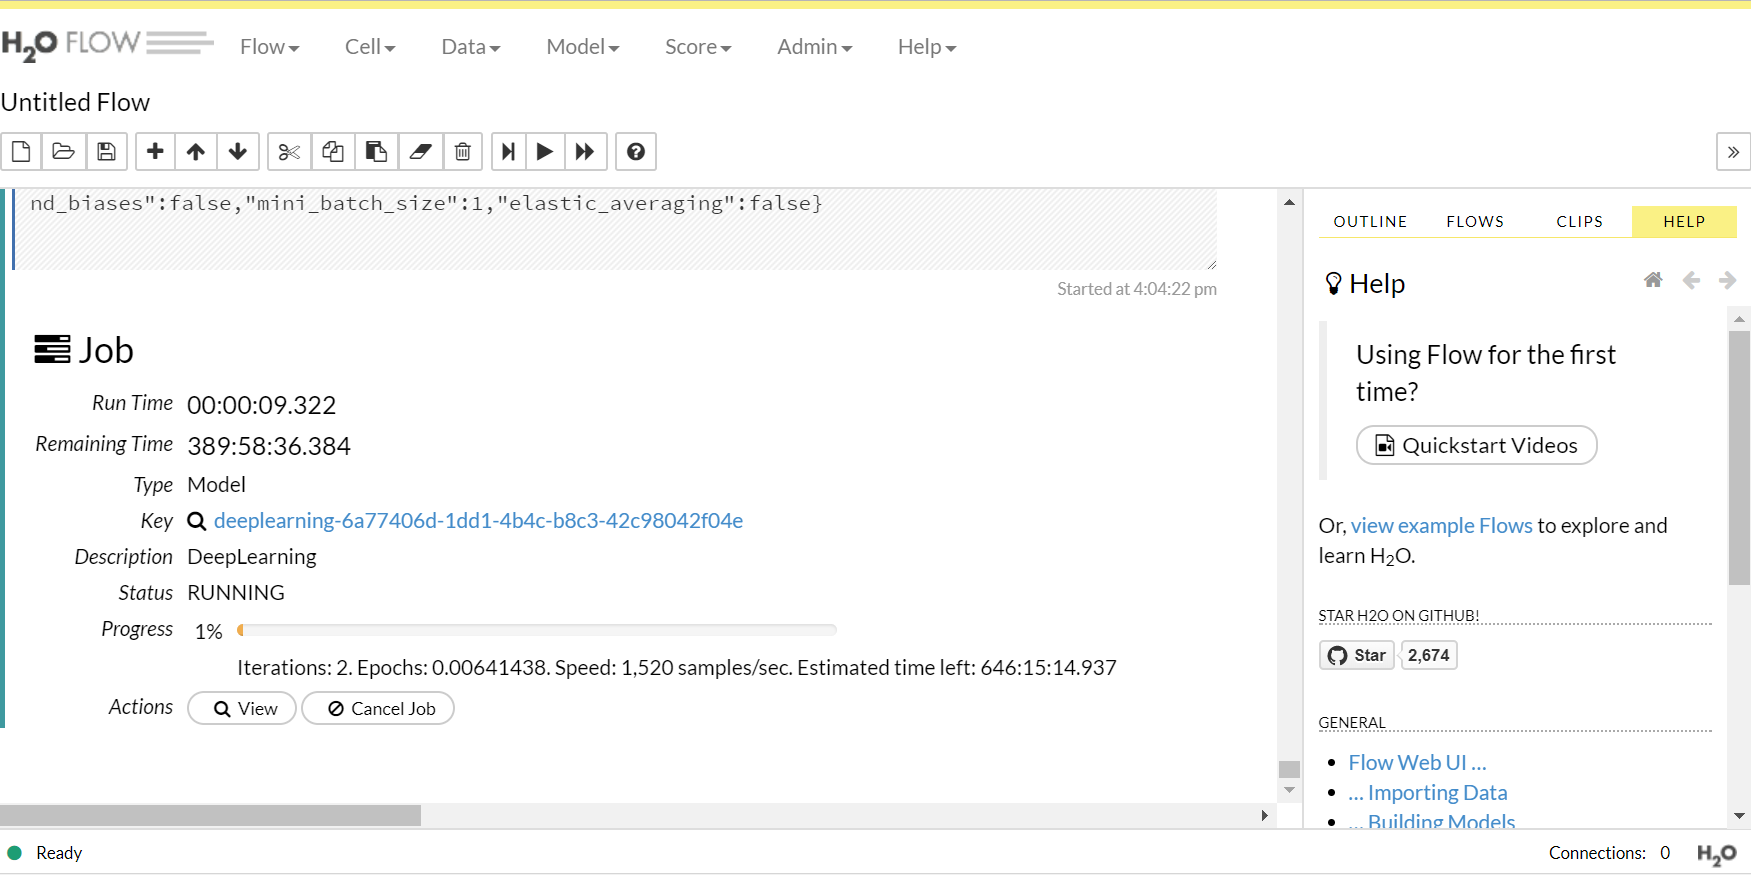 H2O FLOW Flow Cell Data Model Score Admin Help
Untitled Flow
nd_biases":false,"mini_batch_size":1,"elastic_averaging":false}
Started at 4:04:22 pm
Job
Run Time 00:00:09.322
Remaining Time 389:58:36.384
Type Model
Key deeplearning-6a77406d-1dd1-4b4c-b8c3-42c98042f04e
Description DeepLearning
Status RUNNING
Progress 1%
Iterations: 2. Epochs: 0.00641438. Speed: 1,520 samples/sec. Estimated time left: 646:15:14.937
Actions View Cancel Job
OUTLINE FLOWS CLIPS HELP
Help
Using Flow for the first
time?
Quickstart Videos
Or, view example Flows to explore and
learn H2O.
STAR H2O ON GITHUB!
Star 2,674
GENERAL
• Flow Web UI ...
• ... Importing Data
• ... Building Models
Ready
Connections: 0 H2O